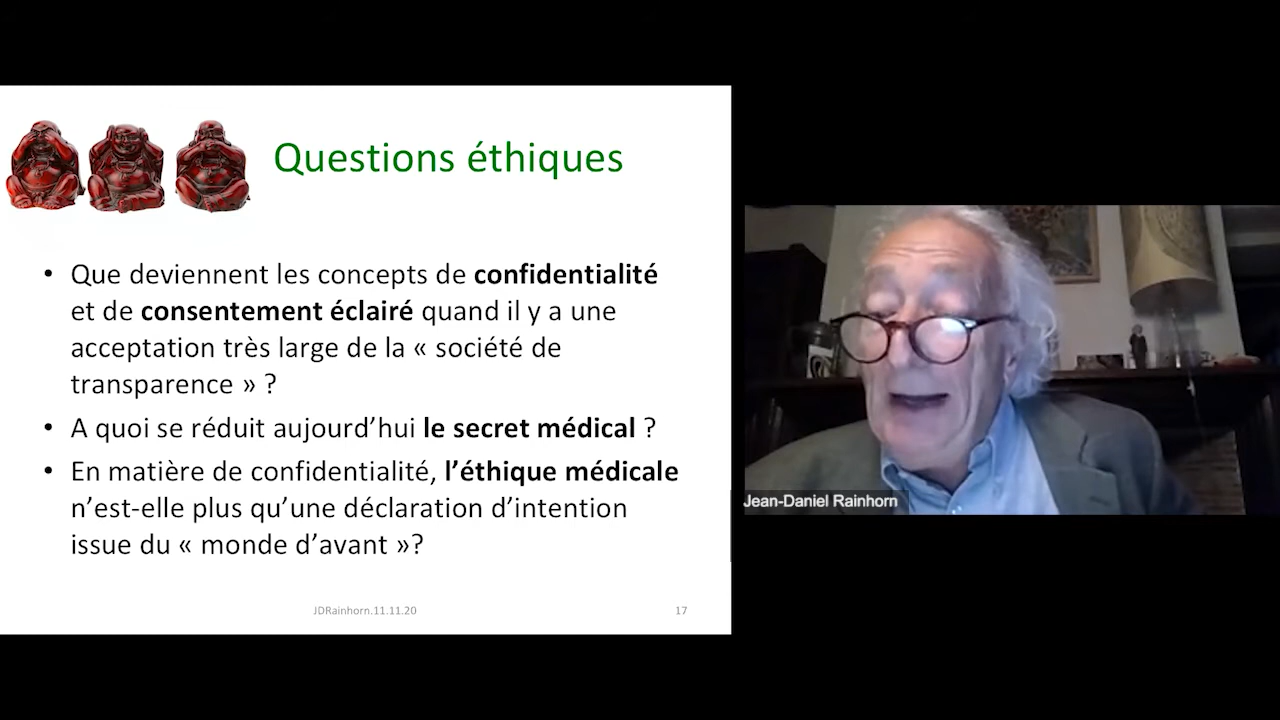 Questions éthiques
• Que deviennent les concepts de confidentialité
et de consentement éclairé quand il y a une
acceptation très large de la « société de
transparence » ?
• A quoi se réduit aujourd’hui le secret médical ?
• En matière de confidentialité, l’éthique médicale
n’est-elle plus qu’une déclaration d’intention
issue du « monde d’avant »?
JDRainhorn.11.11.20
17
Jean-Daniel Rainhorn